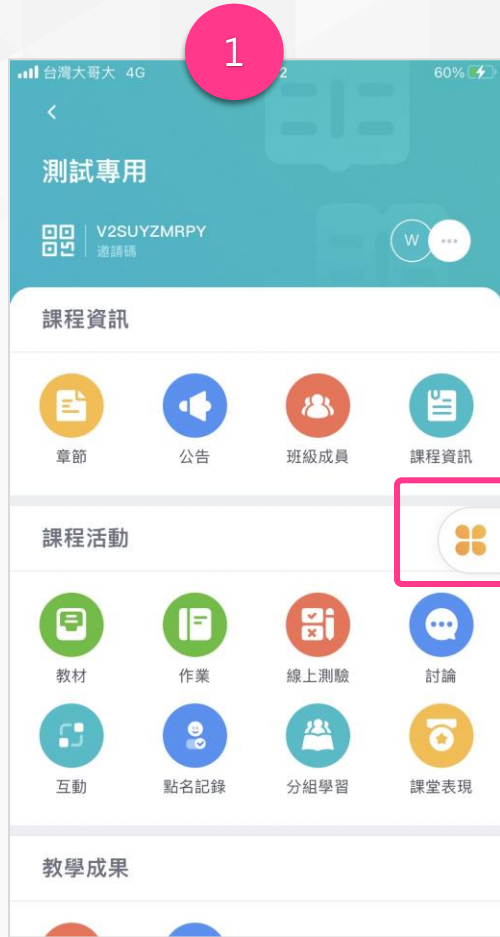 1
台灣大哥大 4G
2
60%
測試專用
V2SUYZMRPY
邀請碼
W
課程資訊
章節 公告 班級成員 課程資訊
課程活動
教材 作業 線上測驗 討論
互動 點名記錄 分組學習 課堂表現
教學成果